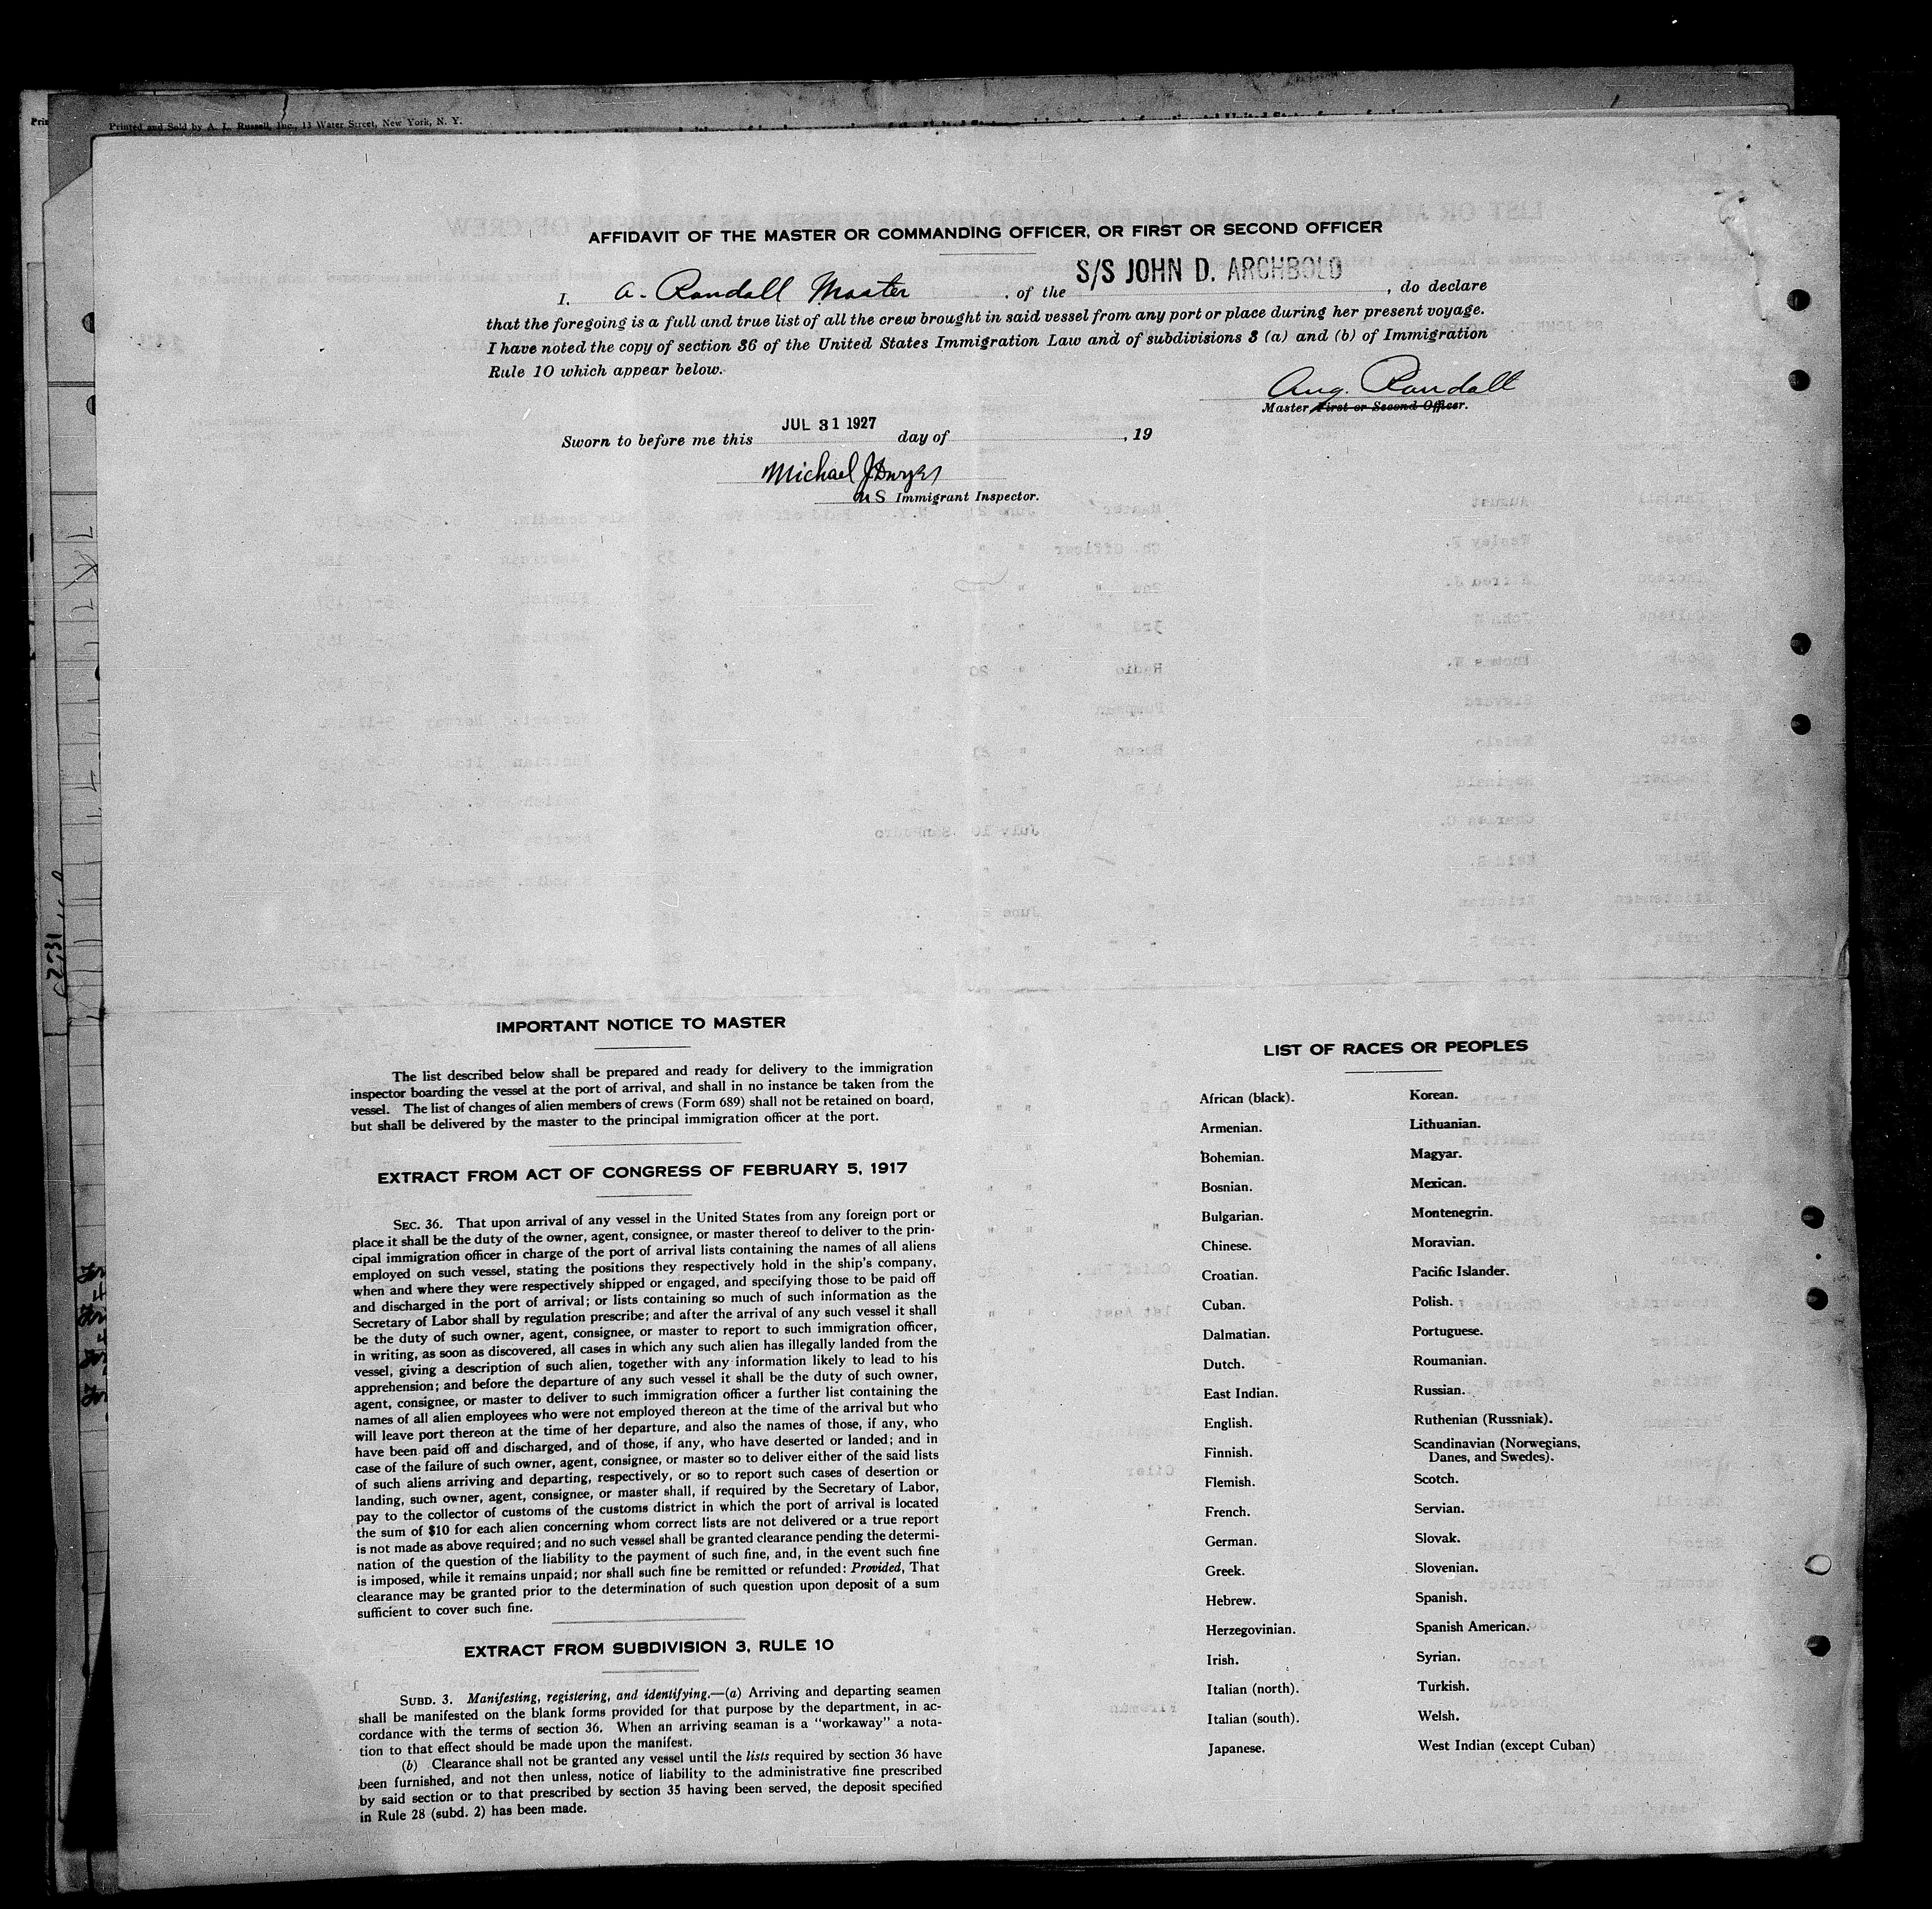 Printed and Sold by A. L. Russell, Inc., 13 Water Street, New York, N. Y.
AFFIDAVIT OF THE MASTER OR COMMANDING OFFICER, OR FIRST OR SECOND OFFICER
I, A. Randall Master, of the S/S JOHN D. ARCHBOLD, do declare
that the foregoing is a full and true list of all the crew brought in said vessel from any port or place during her present voyage.
I have noted the copy of section 36 of the United States Immigration Law and of subdivisions 3 (a) and (b) of Immigration
Rule 10 which appear below.
Aug. Randall
Master, First or Second Officer.
Sworn to before me this JUL 31 1927 day of , 19
Michael J Dwyer
U S Immigrant Inspector.
IMPORTANT NOTICE TO MASTER
The list described below shall be prepared and ready for delivery to the immigration
inspector boarding the vessel at the port of arrival, and shall in no instance be taken from the
vessel. The list of changes of alien members of crews (Form 689) shall not be retained on board,
but shall be delivered by the master to the principal immigration officer at the port.
EXTRACT FROM ACT OF CONGRESS OF FEBRUARY 5, 1917
SEC. 36. That upon arrival of any vessel in the United States from any foreign port or
place it shall be the duty of the owner, agent, consignee, or master thereof to deliver to the prin-
cipal immigration officer in charge of the port of arrival lists containing the names of all aliens
employed on such vessel, stating the positions they respectively hold in the ship's company,
when and where they were respectively shipped or engaged, and specifying those to be paid off
and discharged in the port of arrival; or lists containing so much of such information as the
Secretary of Labor shall by regulation prescribe; and after the arrival of any such vessel it shall
be the duty of such owner, agent, consignee, or master to report to such immigration officer,
in writing, as soon as discovered, all cases in which any such alien has illegally landed from the
vessel, giving a description of such alien, together with any information likely to lead to his
apprehension; and before the departure of any such vessel it shall be the duty of such owner,
agent, consignee, or master to deliver to such immigration officer a further list containing the
names of all alien employees who were not employed thereon at the time of the arrival but who
will leave port thereon at the time of her departure, and also the names of those, if any, who
have been paid off and discharged, and of those, if any, who have deserted or landed; and in
case of the failure of such owner, agent, consignee, or master so to deliver either of the said lists
of such aliens arriving and departing, respectively, or so to report such cases of desertion or
landing, such owner, agent, consignee, or master shall, if required by the Secretary of Labor,
pay to the collector of customs of the customs district in which the port of arrival is located
the sum of $10 for each alien concerning whom correct lists are not delivered or a true report
is not made as above required; and no such vessel shall be granted clearance pending the determi-
nation of the question of the liability to the payment of such fine, and, in the event such fine
is imposed, while it remains unpaid; nor shall such fine be remitted or refunded: Provided, That
clearance may be granted prior to the determination of such question upon deposit of a sum
sufficient to cover such fine.
EXTRACT FROM SUBDIVISION 3, RULE 10
SUBD. 3. Manifesting, registering, and identifying.—(a) Arriving and departing seamen
shall be manifested on the blank forms provided for that purpose by the department, in ac-
cordance with the terms of section 36. When an arriving seaman is a "workaway" a nota-
tion to that effect should be made upon the manifest.
(b) Clearance shall not be granted any vessel until the lists required by section 36 have
been furnished, and not then unless, notice of liability to the administrative fine prescribed
by said section or to that prescribed by section 35 having been served, the deposit specified
in Rule 28 (subd. 2) has been made.
LIST OF RACES OR PEOPLES
African (black).
Armenian.
Bohemian.
Bosnian.
Bulgarian.
Chinese.
Croatian.
Cuban.
Dalmatian.
Dutch.
East Indian.
English.
Finnish.
Flemish.
French.
German.
Greek.
Hebrew.
Herzegovinian.
Irish.
Italian (north).
Italian (south).
Japanese.
Korean.
Lithuanian.
Magyar.
Mexican.
Montenegrin.
Moravian.
Pacific Islander.
Polish.
Portuguese.
Roumanian.
Russian.
Ruthenian (Russniak).
Scandinavian (Norwegians,
Danes, and Swedes).
Scotch.
Servian.
Slovak.
Slovenian.
Spanish.
Spanish American.
Syrian.
Turkish.
Welsh.
West Indian (except Cuban)